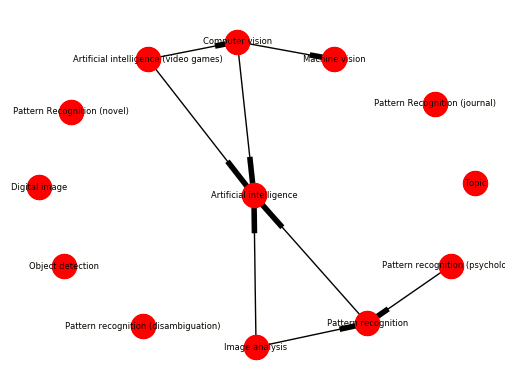 Computer vision
Artificial intelligence (video games)
Machine vision
Pattern Recognition (journal)
Pattern Recognition (novel)
Topic
Digital image
Artificial intelligence
Object detection
Pattern recognition (psycholo
Pattern recognition
Pattern recognition (disambiguation)
Image analysis